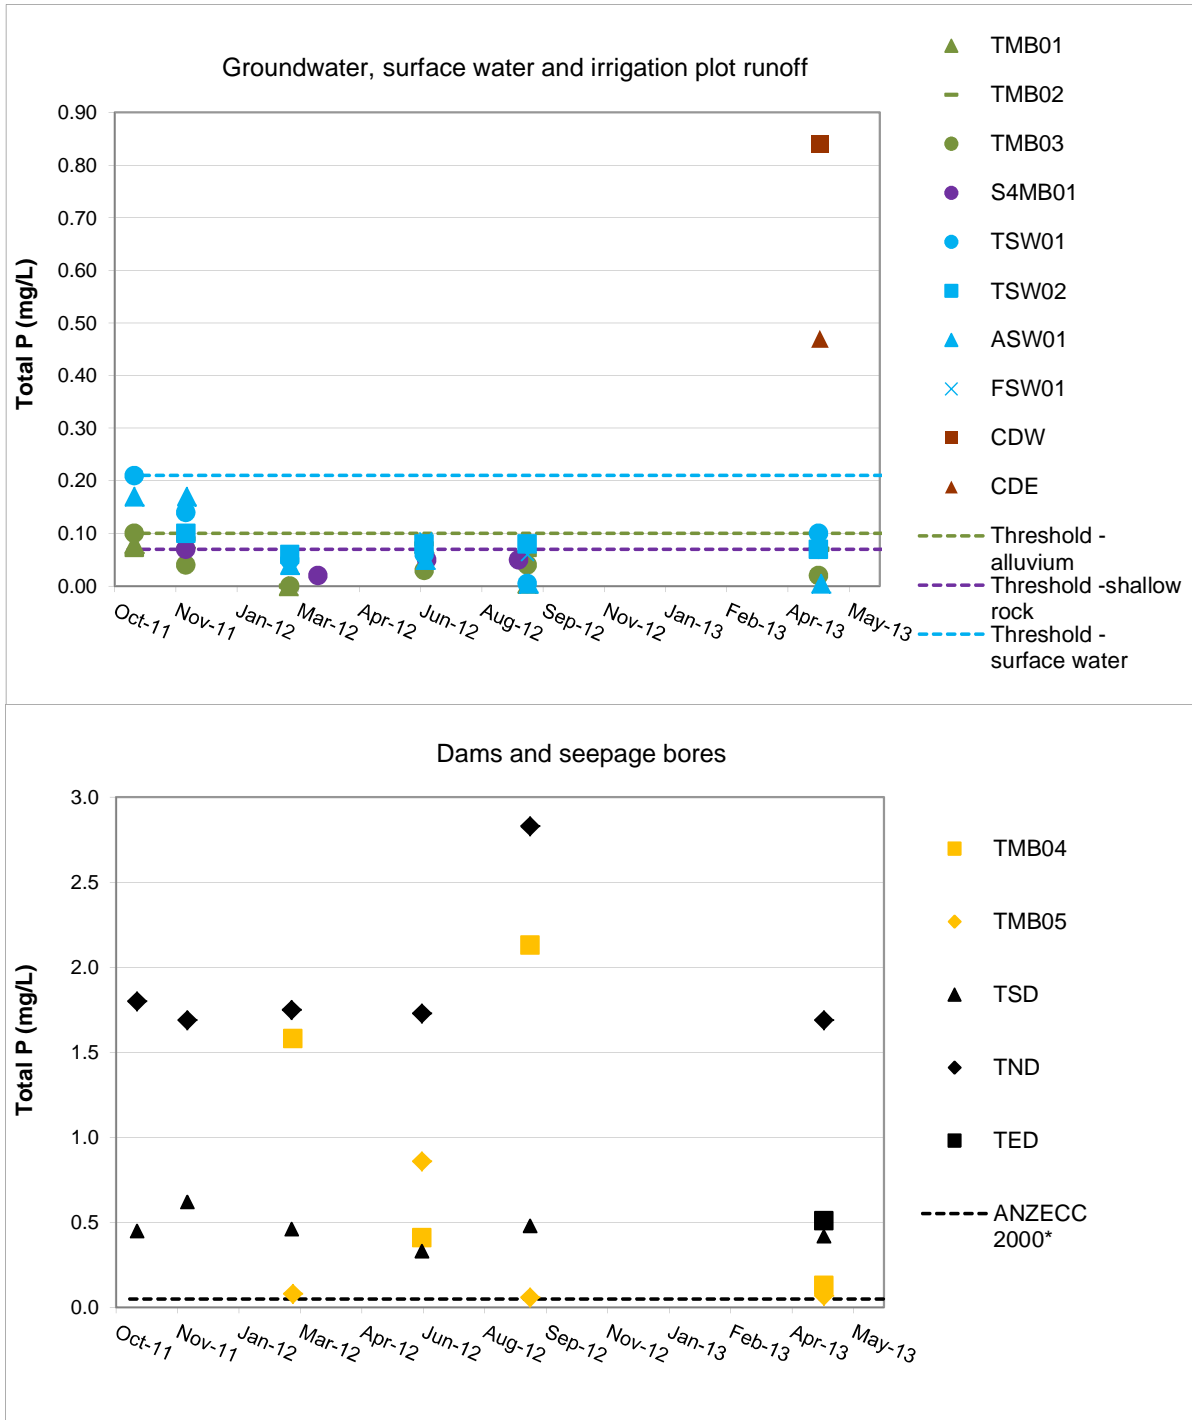 Groundwater, surface water and irrigation plot runoff
Total P (mg/L)
0.90
0.80
0.70
0.60
0.50
0.40
0.30
0.20
0.10
0.00
Oct-11
Nov-11
Jan-12
Mar-12
Apr-12
Jun-12
Aug-12
Sep-12
Nov-12
Jan-13
Feb-13
Apr-13
May-13
TMB01
TMB02
TMB03
S4MB01
TSW01
TSW02
ASW01
FSW01
CDW
CDE
Threshold -
alluvium
Threshold -shallow
rock
Threshold -
surface water
Dams and seepage bores
Total P (mg/L)
3.0
2.5
2.0
1.5
1.0
0.5
0.0
Oct-11
Nov-11
Jan-12
Mar-12
Apr-12
Jun-12
Aug-12
Sep-12
Nov-12
Jan-13
Feb-13
Apr-13
May-13
TMB04
TMB05
TSD
TND
TED
ANZECC
2000*